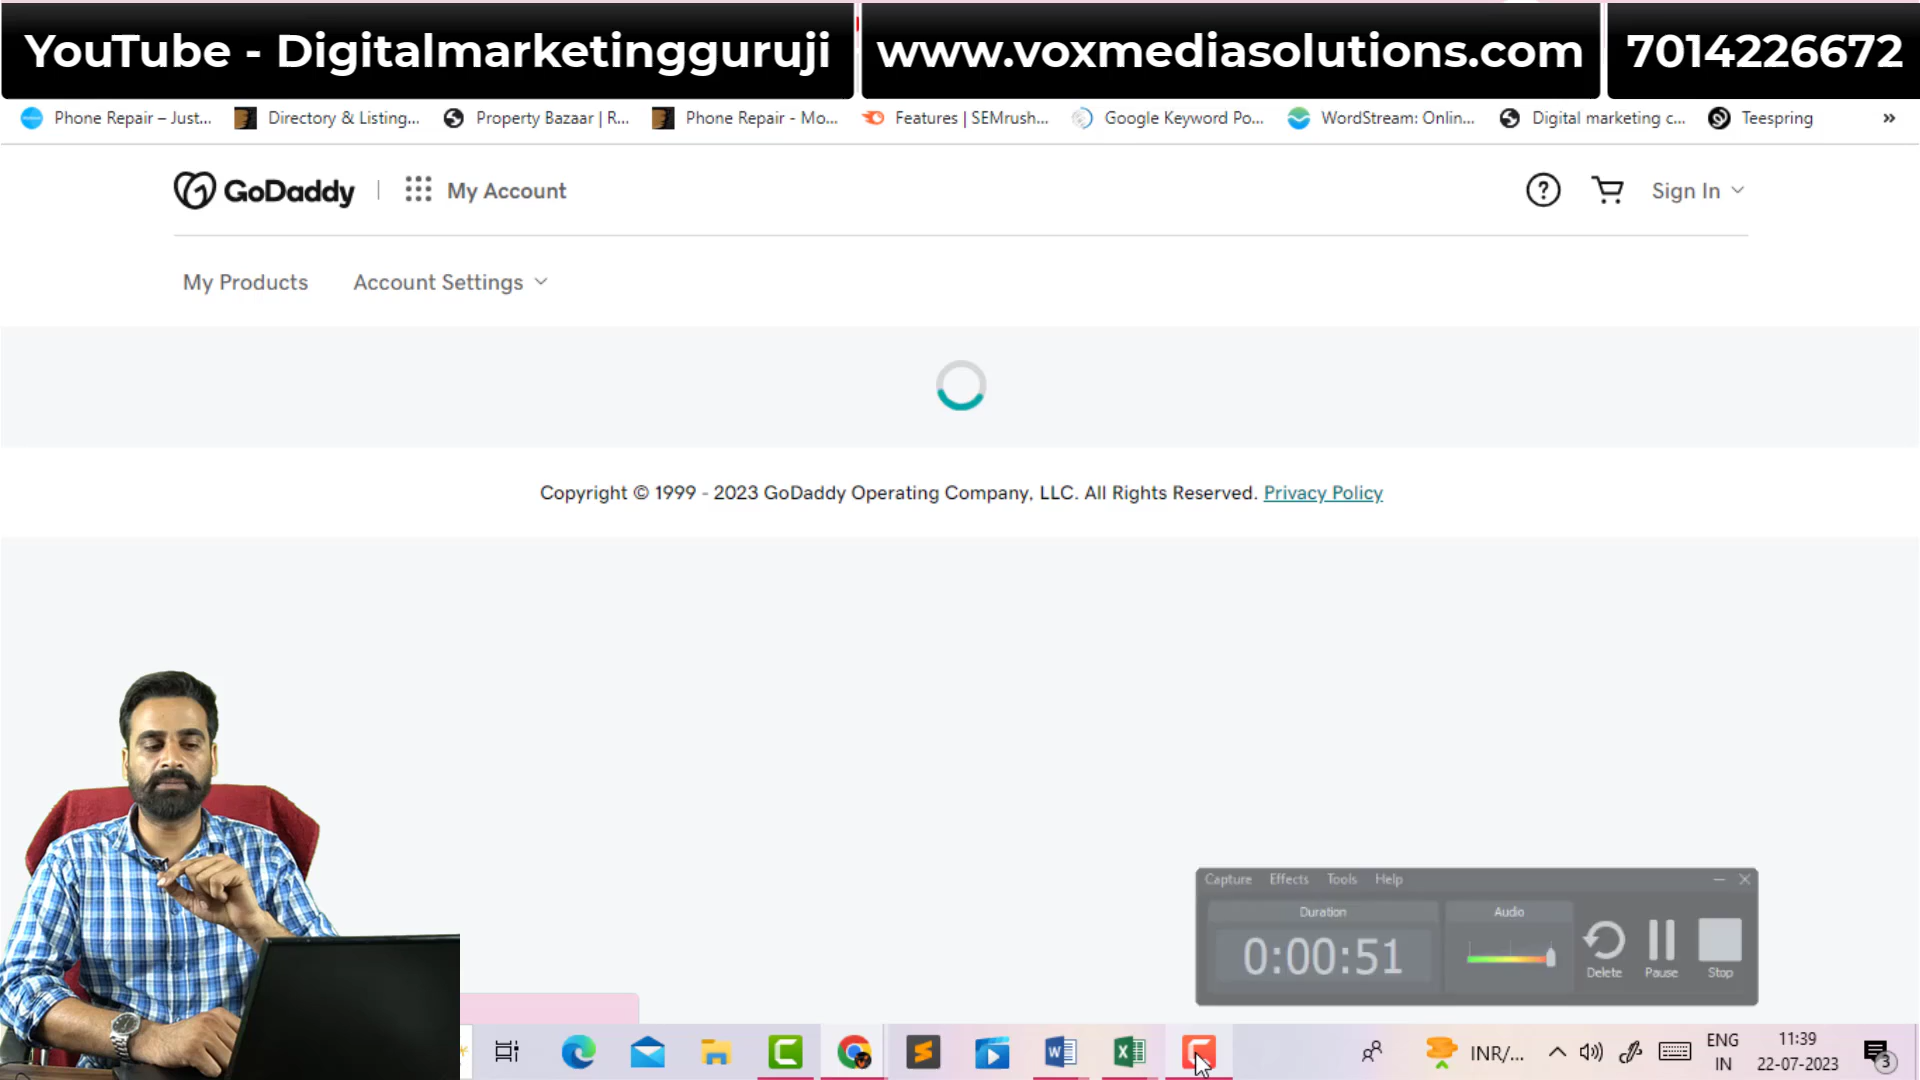 YouTube - Digitalmarketingguruji
www.voxmediasolutions.com
7014226672
Phone Repair – Just...
Directory & Listing...
Property Bazaar | R...
Phone Repair - Mo...
Features | SEMrush...
Google Keyword Po...
WordStream: Onlin...
Digital marketing c...
Teespring
»
GoDaddy
My Account
Sign In
My Products
Account Settings
Copyright © 1999 - 2023 GoDaddy Operating Company, LLC. All Rights Reserved. Privacy Policy
Capture Effects Tools Help
Duration
Audio
0:00:51
Delete
Pause
Stop
INR/...
ENG
IN
11:39
22-07-2023
3